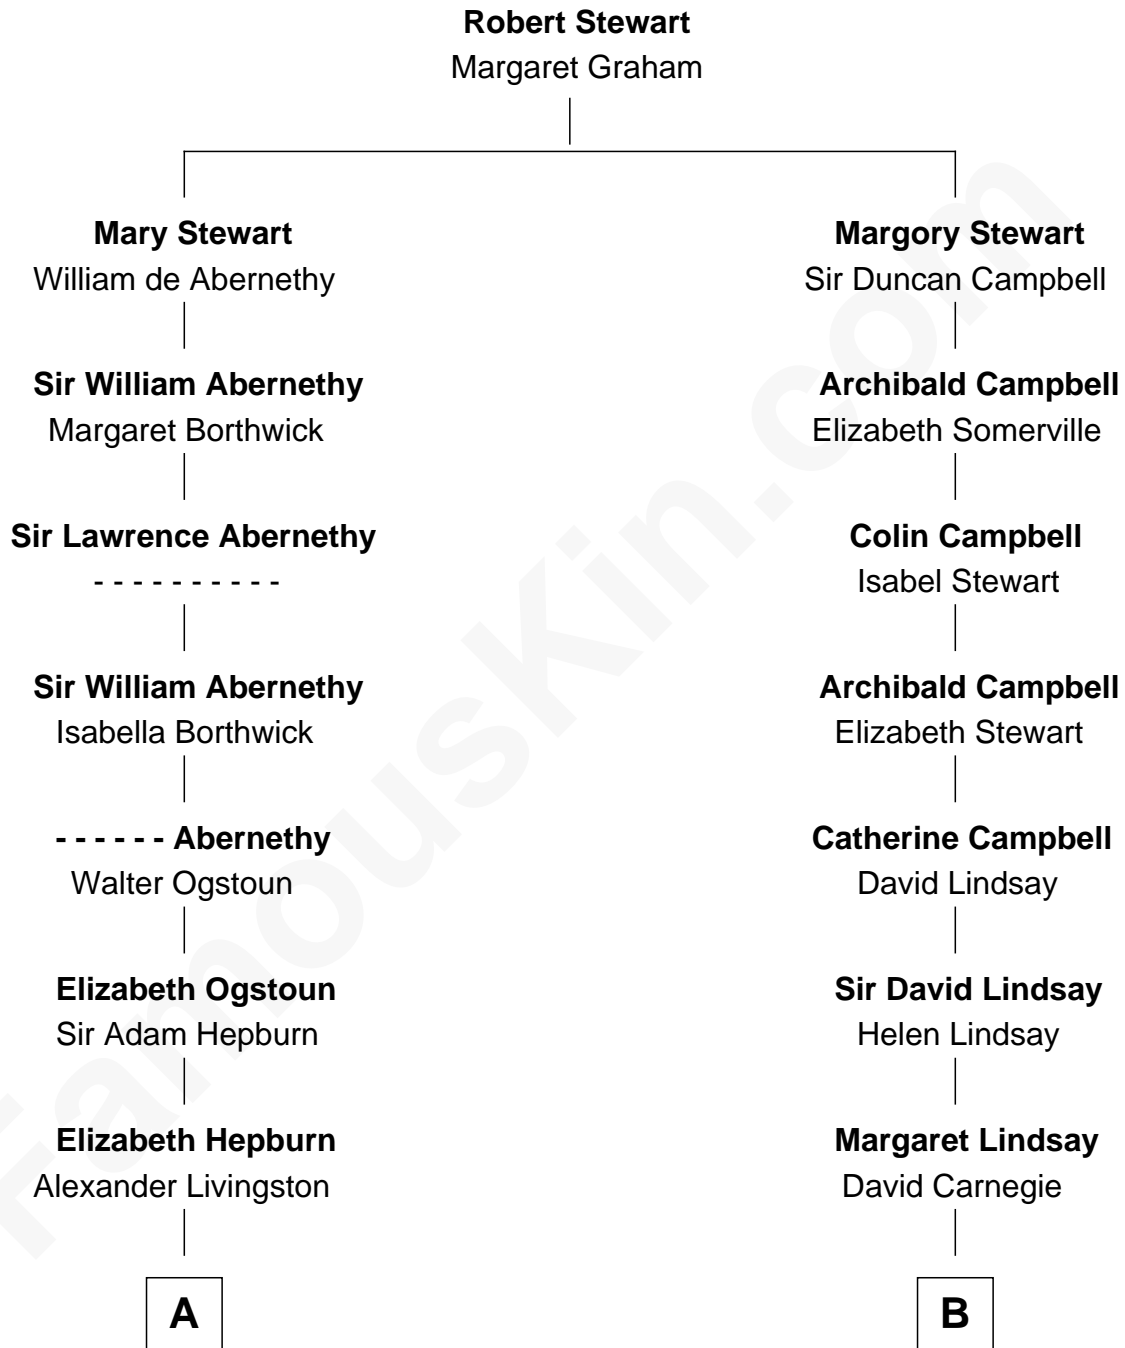 Robert Stewart
Margaret Graham
Mary Stewart
William de Abernethy
Margory Stewart
Sir Duncan Campbell
Sir William Abernethy
Margaret Borthwick
Archibald Campbell
Elizabeth Somerville
Sir Lawrence Abernethy
- - - - - - - - - -
Colin Campbell
Isabel Stewart
Sir William Abernethy
Isabella Borthwick
Archibald Campbell
Elizabeth Stewart
- - - - - - Abernethy
Walter Ogstoun
Catherine Campbell
David Lindsay
Elizabeth Ogstoun
Sir Adam Hepburn
Sir David Lindsay
Helen Lindsay
Elizabeth Hepburn
Alexander Livingston
Margaret Lindsay
David Carnegie
A
B
FamousKin.com